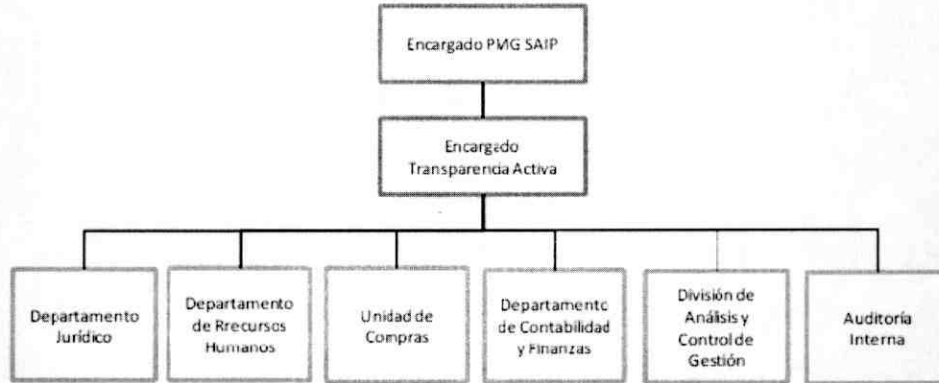 Encargado PMG SAIP
Encargado
Transparencia Activa
Departamento
Jurídico
Departamento
de Rrecursos
Humanos
Unidad de
Compras
Departamento
de Contabilidad
y Finanzas
División de
Análisis y
Control de
Gestión
Auditoría
Interna